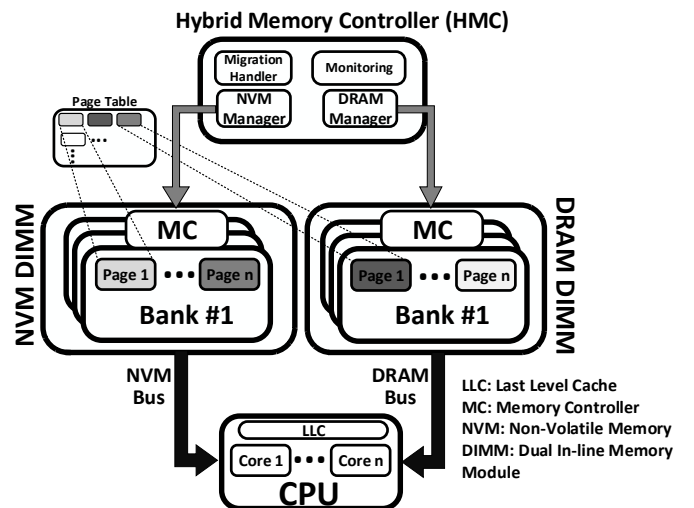 Hybrid Memory Controller (HMC)
Migration
Handler
Monitoring
NVM
Manager
DRAM
Manager
Page Table
NVM DIMM
MC
Page 1
Page n
Bank #1
DRAM DIMM
MC
Page 1
Page n
Bank #1
NVM
Bus
DRAM
Bus
LLC
Core 1
Core n
CPU
LLC: Last Level Cache
MC: Memory Controller
NVM: Non-Volatile Memory
DIMM: Dual In-line Memory
Module